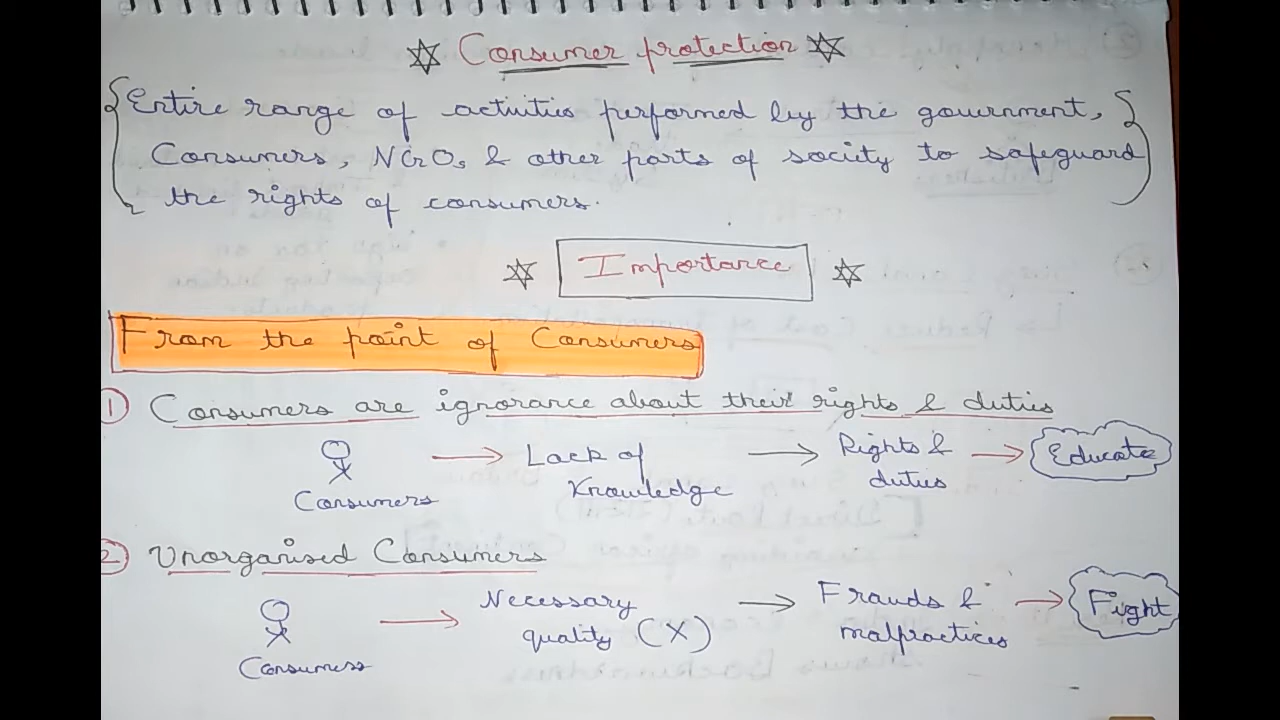 Consumer protection
Entire range of activities performed by the government,
Consumers, NGOs & other parts of society to safeguard
the rights of consumers.
Importance
From the point of Consumers
1 Consumers are ignorance about their rights & duties
Consumers → Lack of Knowledge → Rights & duties → Educate
2 Unorganised Consumers
Consumers → Necessary quality (X) → Frauds & malpractices → Fight